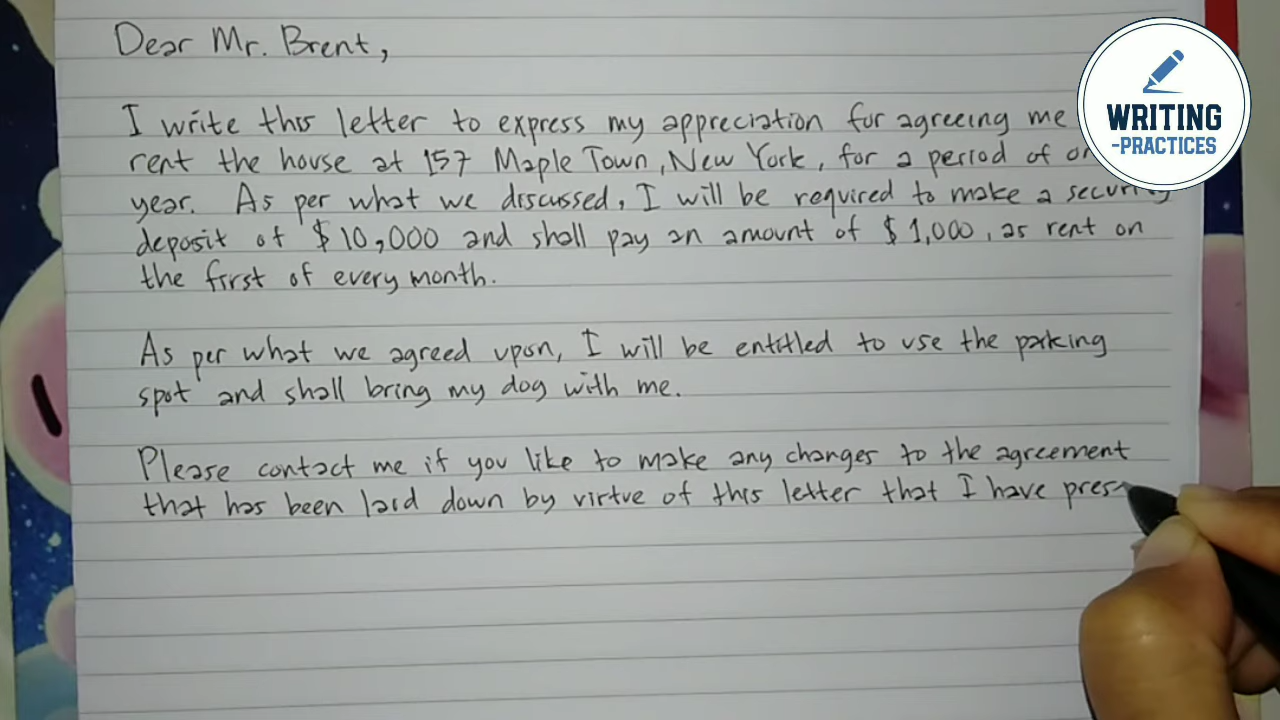 Dear Mr. Brent,
I write this letter to express my appreciation for agreeing me
rent the house at 157 Maple Town, New York, for a period of
year. As per what we discussed, I will be required to make a security
deposit of $10,000 and shall pay an amount of $1,000, as rent on
the first of every month.
As per what we agreed upon, I will be entitled to use the parking
spot and shall bring my dog with me.
Please contact me if you like to make any changes to the agreement
that has been laid down by virtue of this letter that I have
WRITING
-PRACTICES